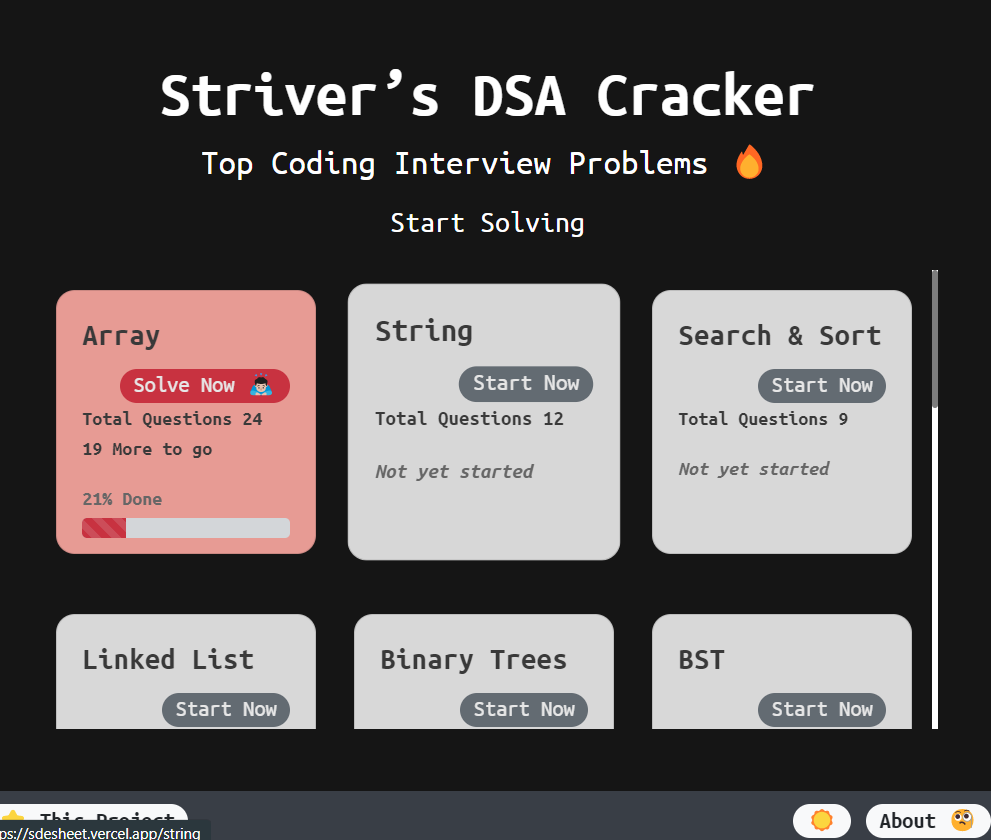 Striver’s DSA Cracker
Top Coding Interview Problems 🔥
Start Solving
Array
Solve Now 🙇🏻‍♂️
Total Questions 24
19 More to go
21% Done
String
Start Now
Total Questions 12
Not yet started
Search & Sort
Start Now
Total Questions 9
Not yet started
Linked List
Start Now
Binary Trees
Start Now
BST
Start Now
⭐ This Project
ps://sdesheet.vercel.app/string
☀️
About 🧐